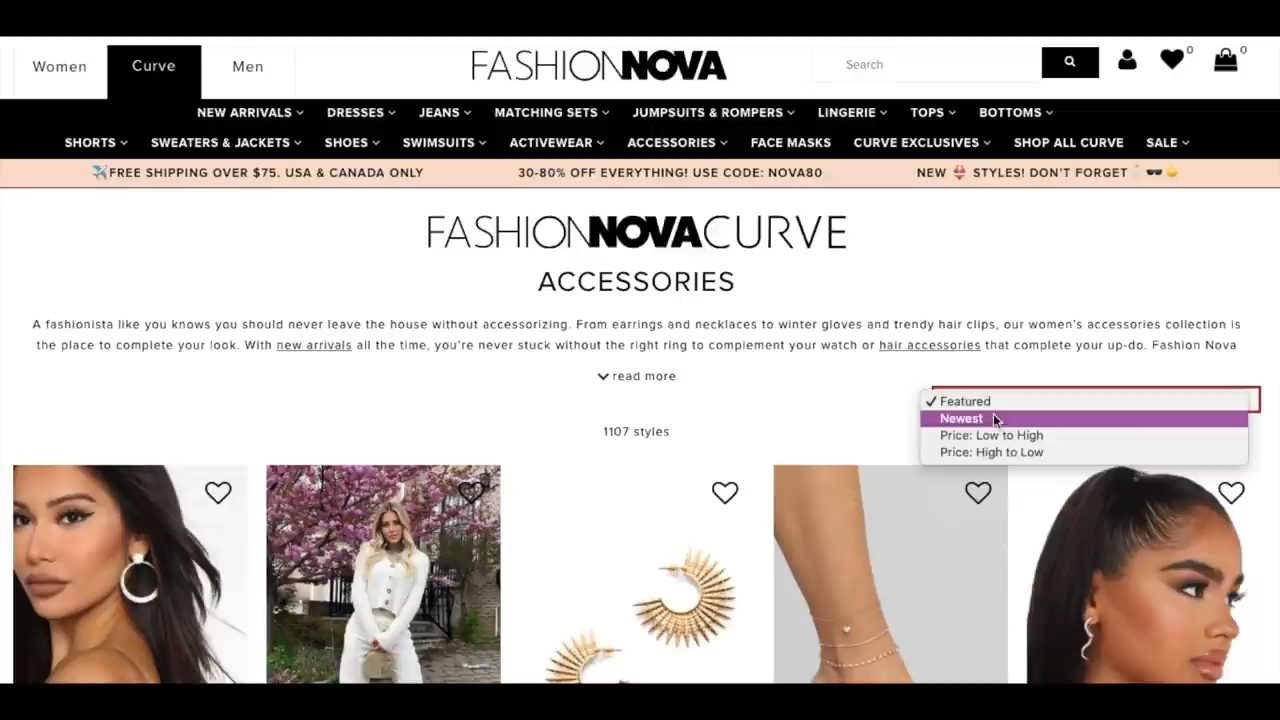 Women
Curve
Men
FASHIONNOVA
Search
0
0
NEW ARRIVALS
DRESSES
JEANS
MATCHING SETS
JUMPSUITS & ROMPERS
LINGERIE
TOPS
BOTTOMS
SHORTS
SWEATERS & JACKETS
SHOES
SWIMSUITS
ACTIVEWEAR
ACCESSORIES
FACE MASKS
CURVE EXCLUSIVES
SHOP ALL CURVE
SALE
✈️FREE SHIPPING OVER $75. USA & CANADA ONLY
30-80% OFF EVERYTHING! USE CODE: NOVA80
NEW 👙 STYLES! DON'T FORGET 🕶️
FASHIONNOVACURVE
ACCESSORIES
A fashionista like you knows you should never leave the house without accessorizing. From earrings and necklaces to winter gloves and trendy hair clips, our women's accessories collection is
the place to complete your look. With new arrivals all the time, you're never stuck without the right ring to complement your watch or hair accessories that complete your up-do. Fashion Nova
read more
✓ Featured
Newest
Price: Low to High
Price: High to Low
1107 styles